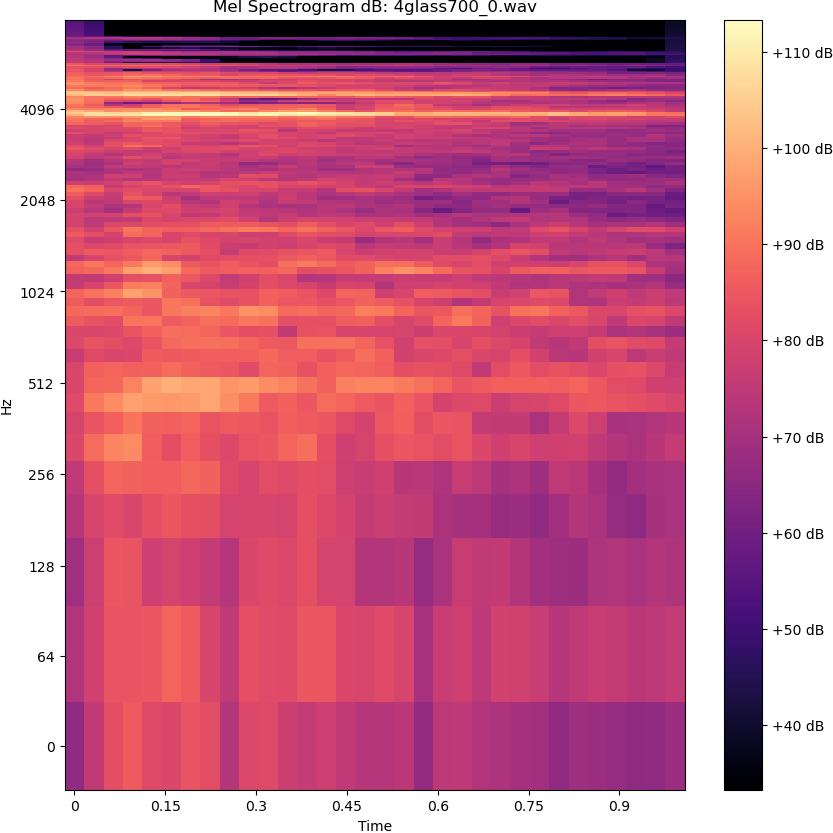 Mel Spectrogram dB: 4glass700_0.wav
+110 dB
4096
+100 dB
2048
+90 dB
1024
+80 dB
512
Hz
+70 dB
256
+60 dB
128
+50 dB
64
+40 dB
0
0 0.15 0.3 0.45 0.6 0.75 0.9
Time